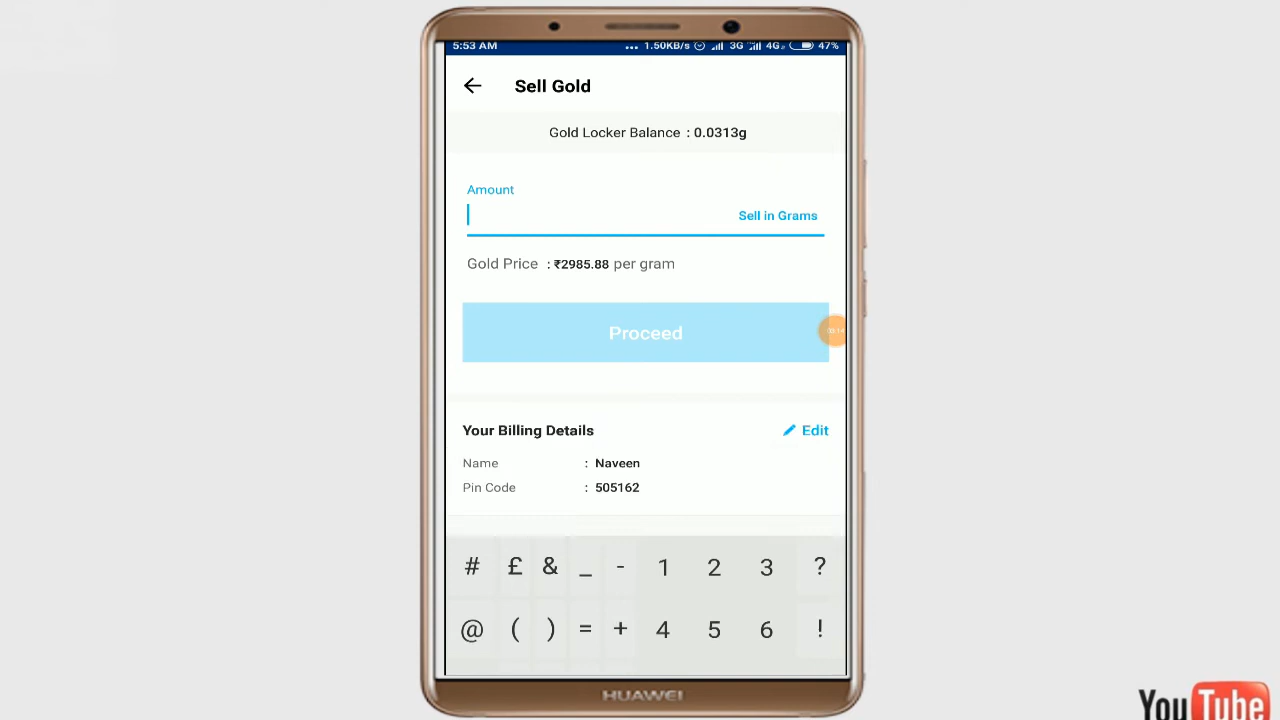 5:53 AM ... 1.50KB/s 3G 4G 47%
Sell Gold
Gold Locker Balance : 0.0313g
Amount
Sell in Grams
Gold Price : ₹2985.88 per gram
Proceed
Your Billing Details Edit
Name : Naveen
Pin Code : 505162
# £ & _ - 1 2 3 ?
@ ( ) = + 4 5 6 !
HUAWEI
YouTube